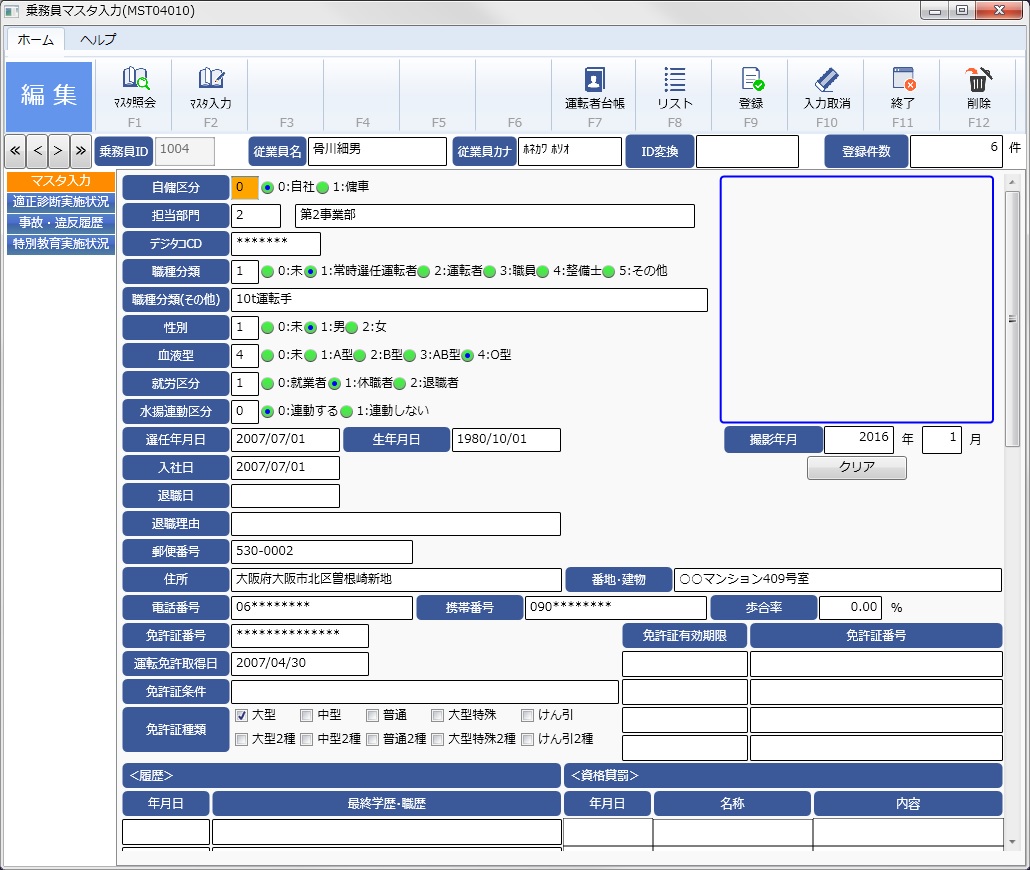 乗務員マスタ入力(MST04010)
ホーム ヘルプ
編集
ﾏｽﾀ照会 ﾏｽﾀ入力 運転者台帳 リスト 登録 入力取消 終了 削除
F1 F2 F3 F4 F5 F6 F7 F8 F9 F10 F11 F12
≪ < > ≫ 乗務員ID 1004 従業員名 骨川細男 従業員カナ ﾎﾈｶﾜ ﾎｿｵ ID変換 登録件数 6 件
マスタ入力
適正診断実施状況
事故・違反履歴
特別教育実施状況
自傭区分 0 0:自社 1:傭車
担当部門 2 第2事業部
デジタコCD *******
職種分類 1 0:未 1:常時選任運転者 2:運転者 3:職員 4:整備士 5:その他
職種分類(その他) 10t運転手
性別 1 0:未 1:男 2:女
血液型 4 0:未 1:A型 2:B型 3:AB型 4:O型
就労区分 1 0:就業者 1:休職者 2:退職者
水揚連動区分 0 0:連動する 1:連動しない
選任年月日 2007/07/01 生年月日 1980/10/01 撮影年月 2016 年 1 月
入社日 2007/07/01 クリア
退職日
退職理由
郵便番号 530-0002
住所 大阪府大阪市北区曽根崎新地 番地・建物 ○○マンション409号室
電話番号 06******** 携帯番号 090******** 歩合率 0.00 %
免許証番号 ************** 免許証有効期限 免許証番号
運転免許取得日 2007/04/30
免許証条件
免許証種類 大型 中型 普通 大型特殊 けん引
大型2種 中型2種 普通2種 大型特殊2種 けん引2種
<履歴> <資格賞罰>
年月日 最終学歴・職歴 年月日 名称 内容